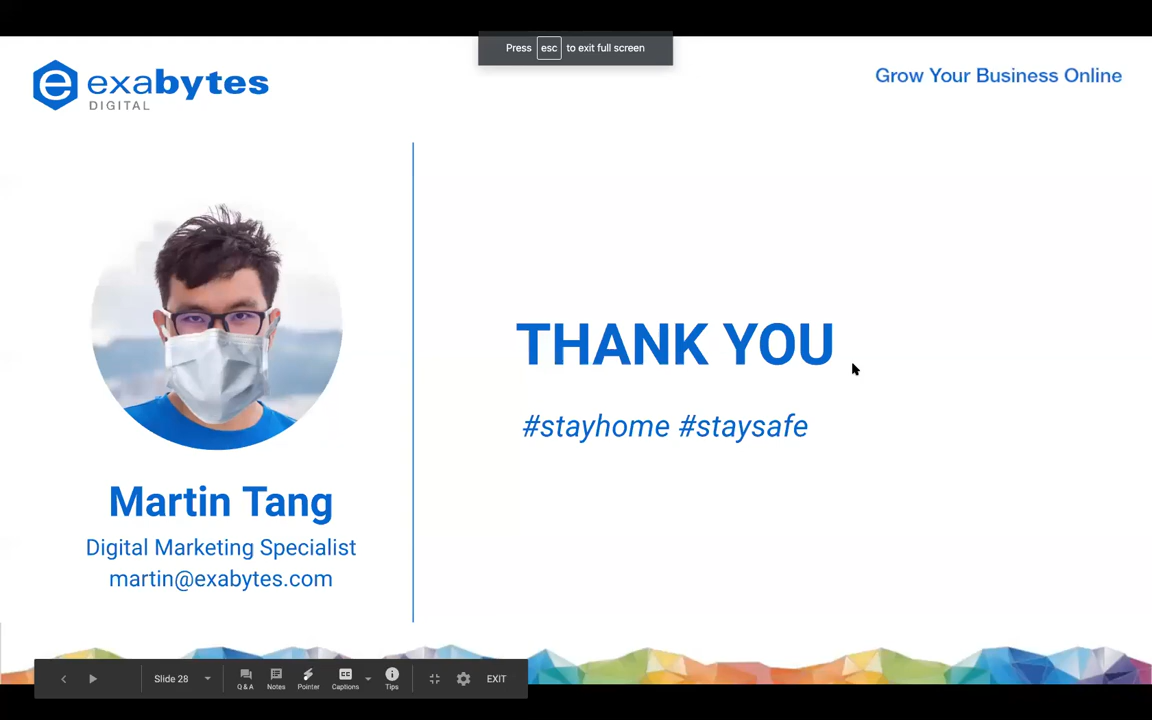 Press esc to exit full screen
exabytes
DIGITAL
Grow Your Business Online
THANK YOU
#stayhome #staysafe
Martin Tang
Digital Marketing Specialist
martin@exabytes.com
Slide 28
Q&A
Notes
Pointer
CC
Captions
Tips
EXIT